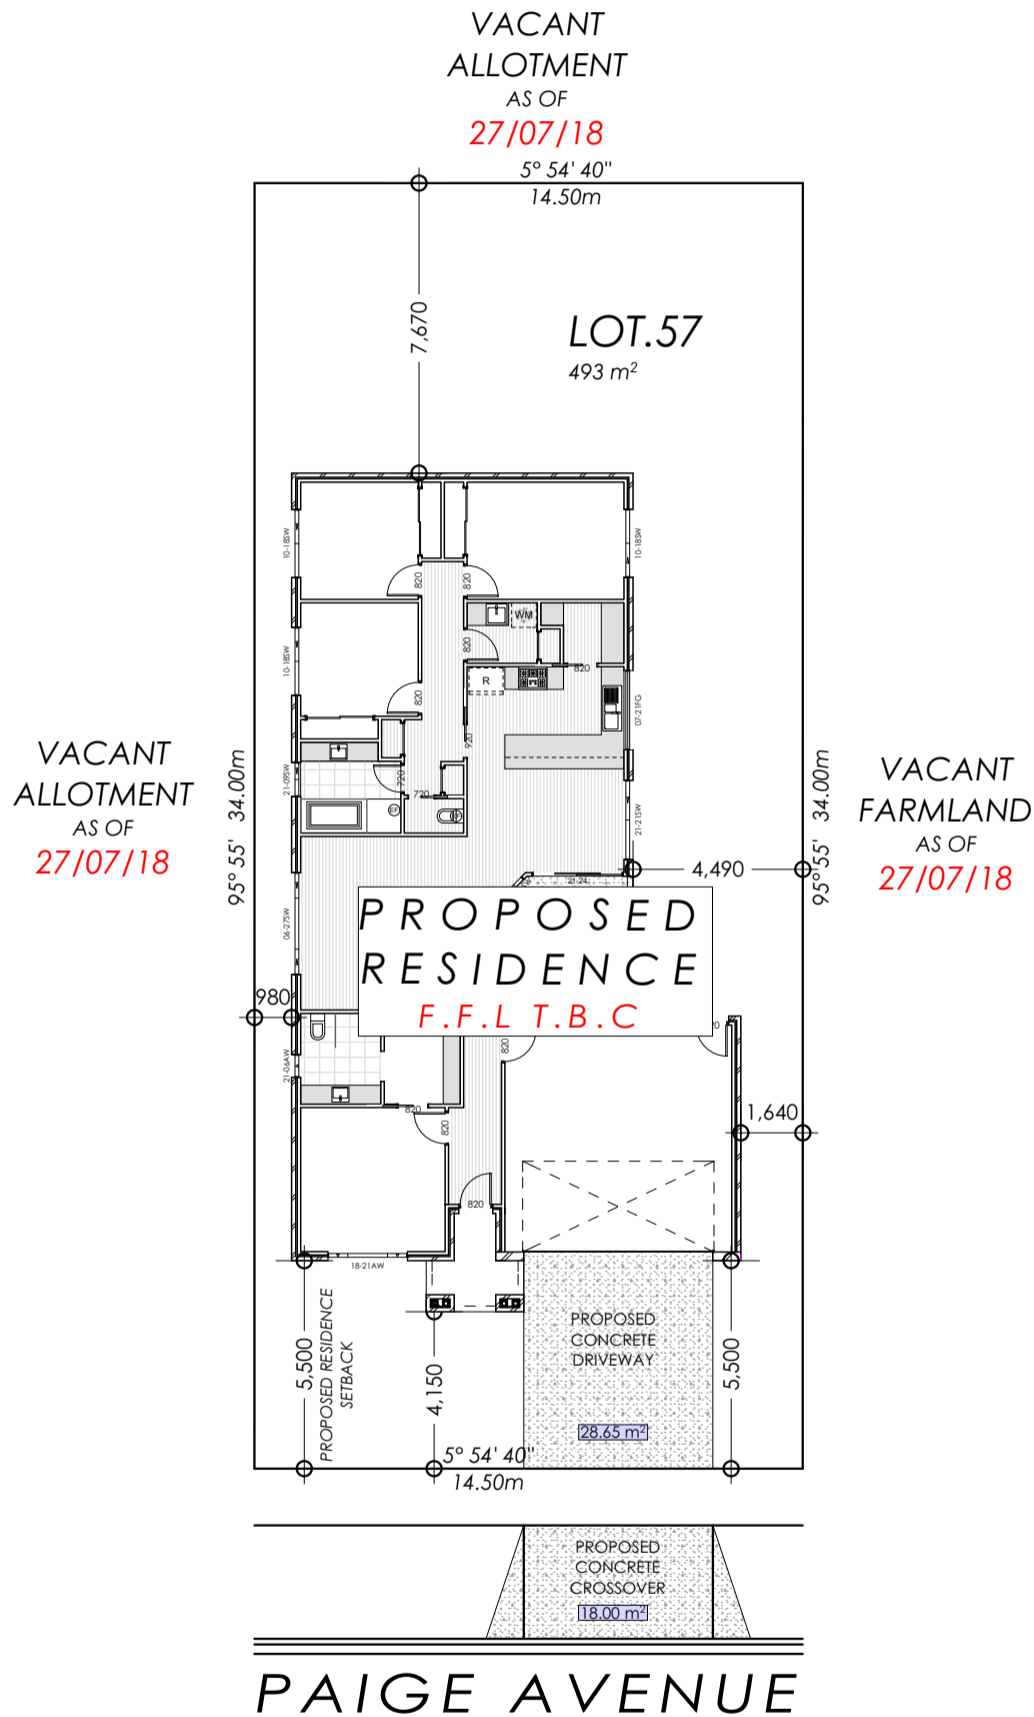 VACANT
ALLOTMENT
AS OF
27/07/18
5° 54' 40"
14.50m
7,670
LOT.57
493 m²
10-18SW
10-18SW
820
820
WM
820
820
10-18SW
820
R
07-21FG
920
VACANT
ALLOTMENT
AS OF
27/07/18
95° 55' 34.00m
21-09SW
720
720
21-21SW
95° 55' 34.00m
VACANT
FARMLAND
AS OF
27/07/18
4,490
21-24
06-27SW
PROPOSED
RESIDENCE
F.F.L T.B.C
980
820
21-06AW
820
820
1,640
820
18-21AW
5,500
PROPOSED RESIDENCE
SETBACK
4,150
PROPOSED
CONCRETE
DRIVEWAY
28.65 m²
5,500
5° 54' 40"
14.50m
PROPOSED
CONCRETE
CROSSOVER
18.00 m²
PAIGE AVENUE